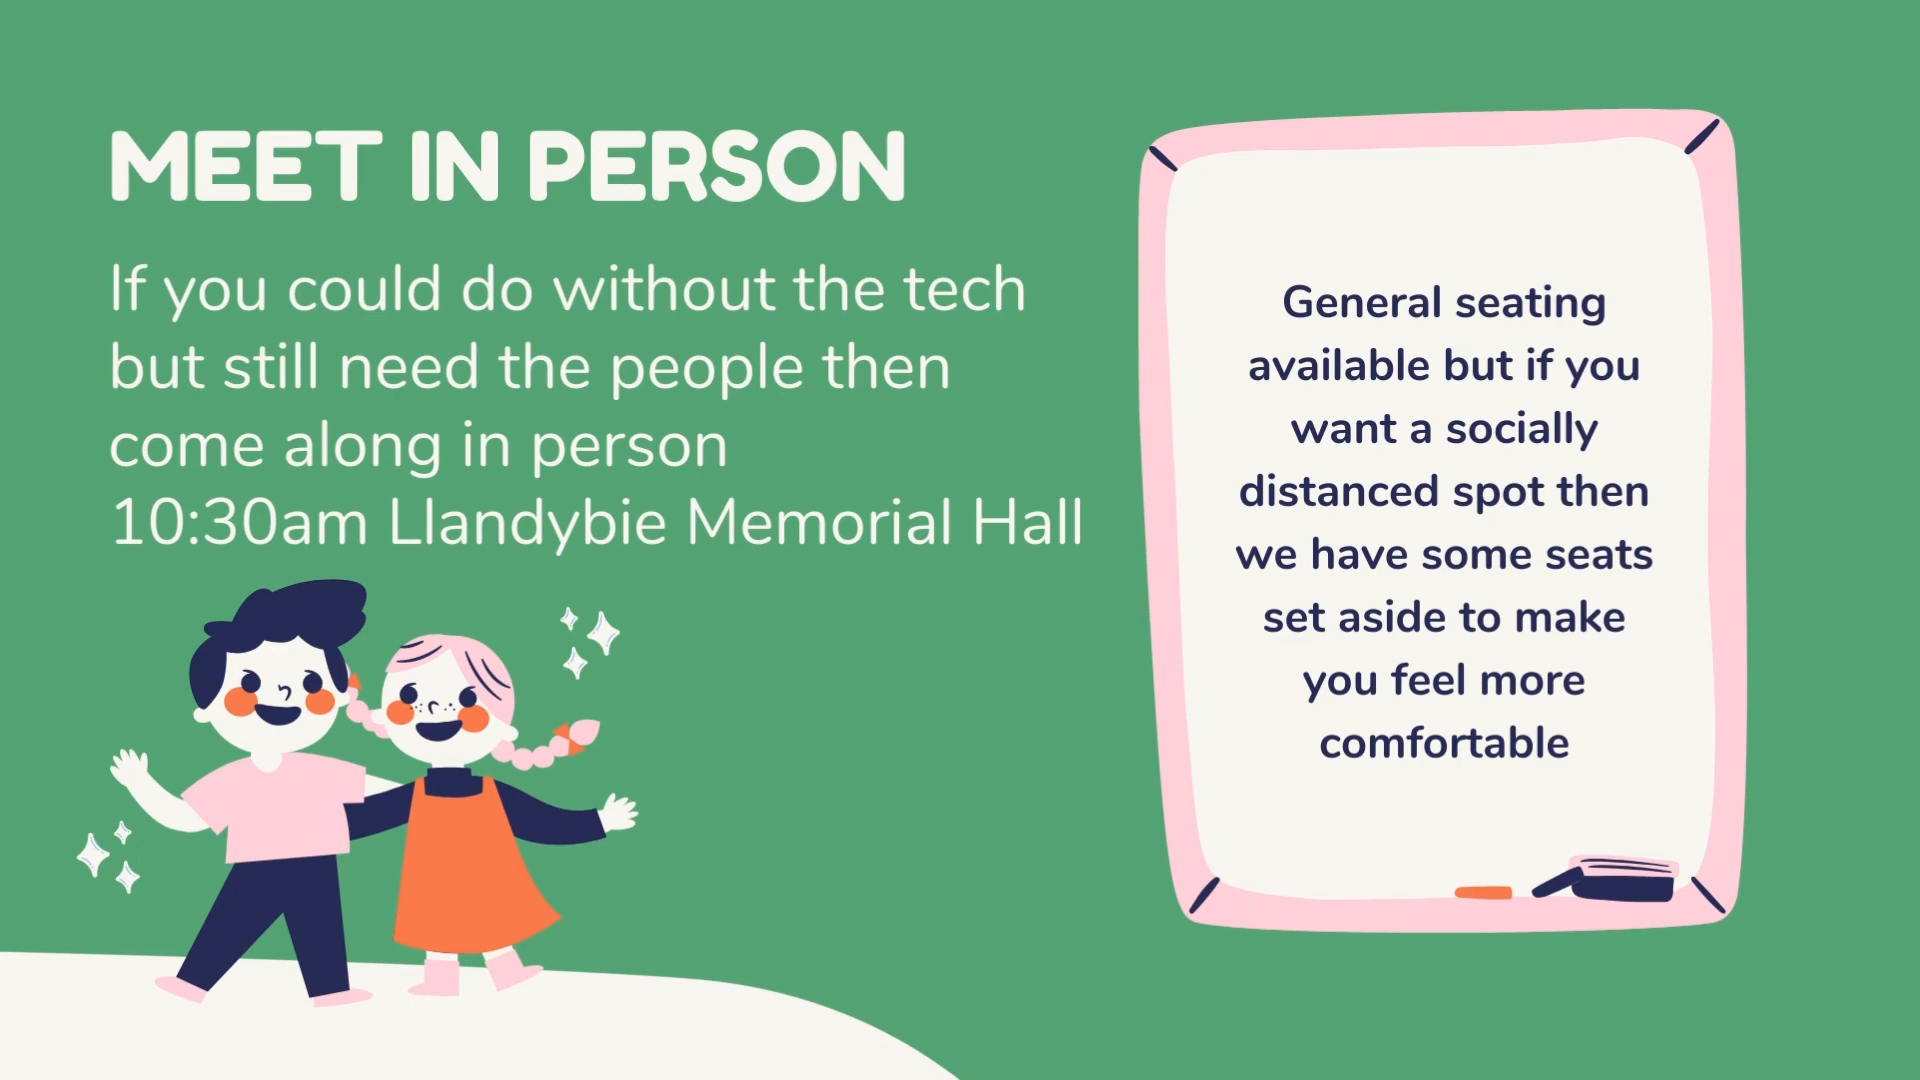 MEET IN PERSON
If you could do without the tech
but still need the people then
come along in person
10:30am Llandybie Memorial Hall
General seating
available but if you
want a socially
distanced spot then
we have some seats
set aside to make
you feel more
comfortable